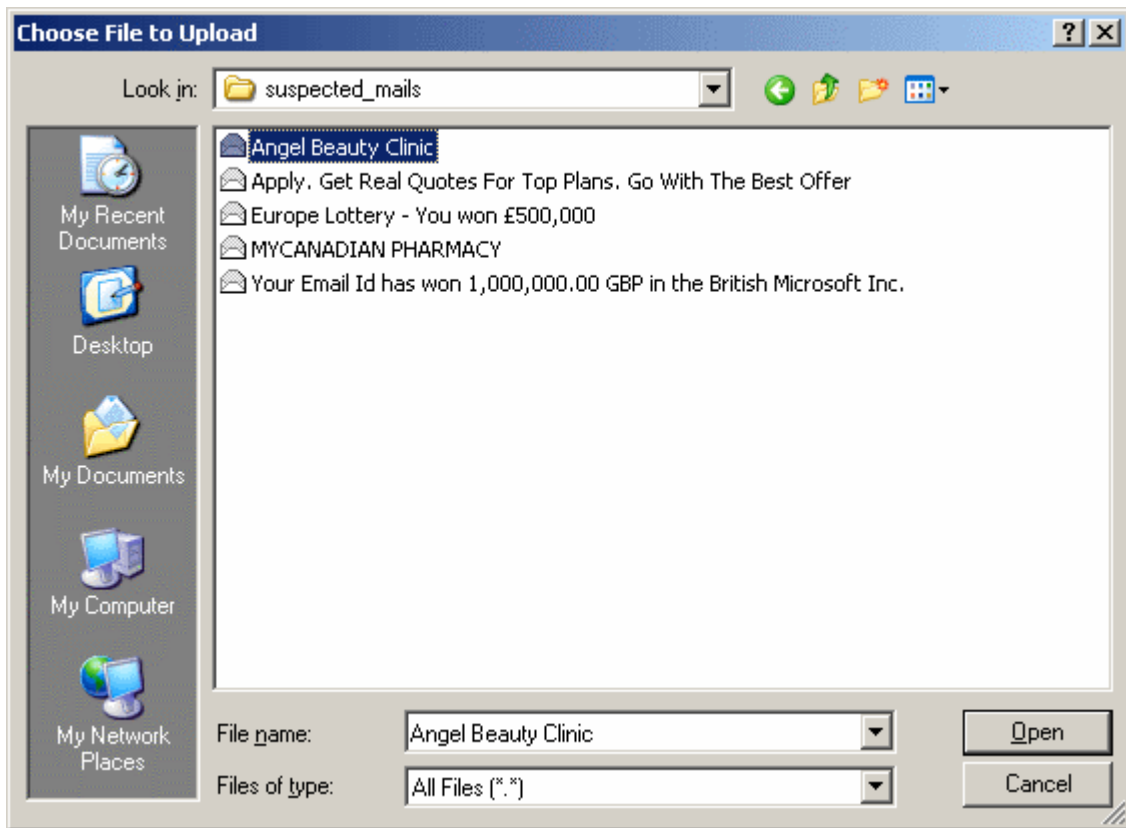 Choose File to Upload
Look in:
suspected_mails
My Recent
Documents
Desktop
My Documents
My Computer
My Network
Places
Angel Beauty Clinic
Apply. Get Real Quotes For Top Plans. Go With The Best Offer
Europe Lottery - You won £500,000
MYCANADIAN PHARMACY
Your Email Id has won 1,000,000.00 GBP in the British Microsoft Inc.
File name:
Angel Beauty Clinic
Open
Files of type:
All Files (*.*)
Cancel